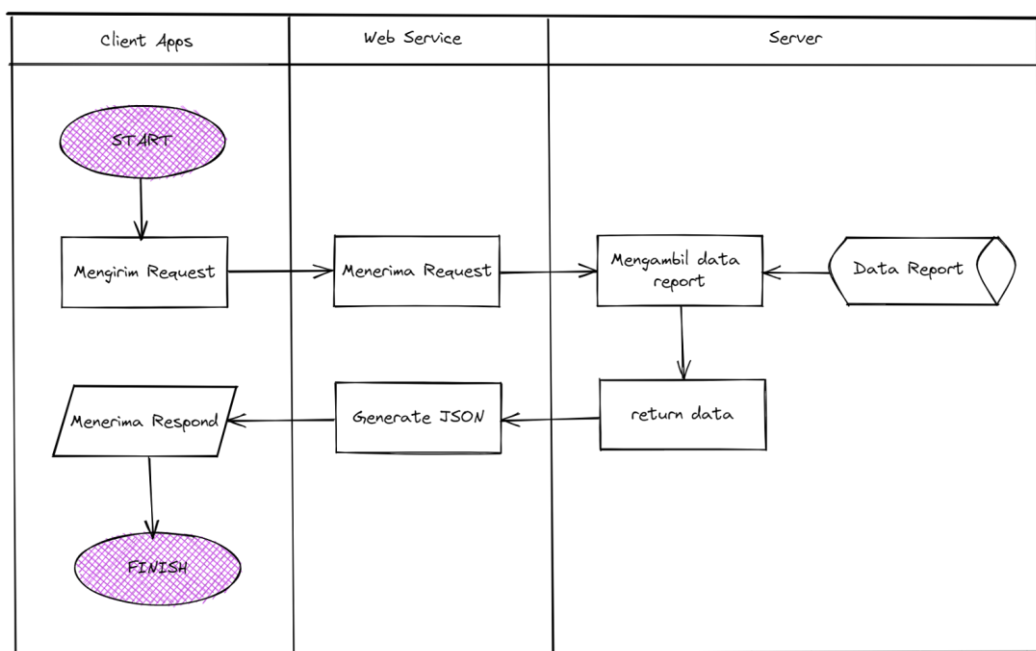 Client Apps
Web Service
Server
START
Mengirim Request
Menerima Request
Mengambil data
report
Data Report
Menerima Respond
Generate JSON
return data
FINISH